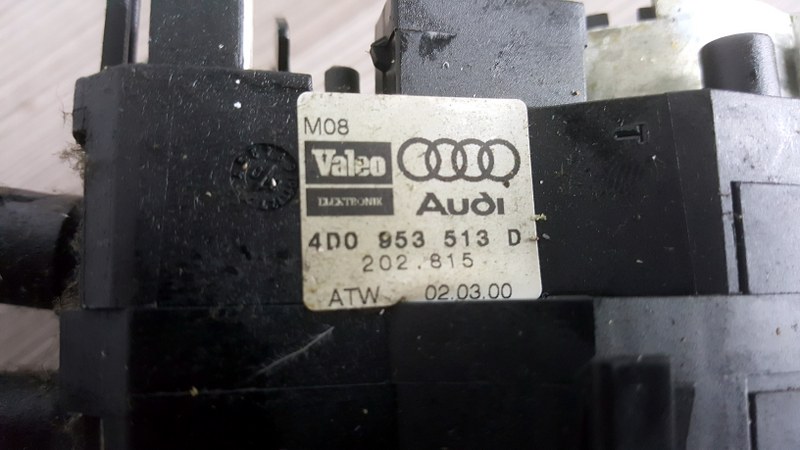 M08
Valeo
ELEKTRONIK
Audi
4D0 953 513 D
202.815
ATW 02.03.00